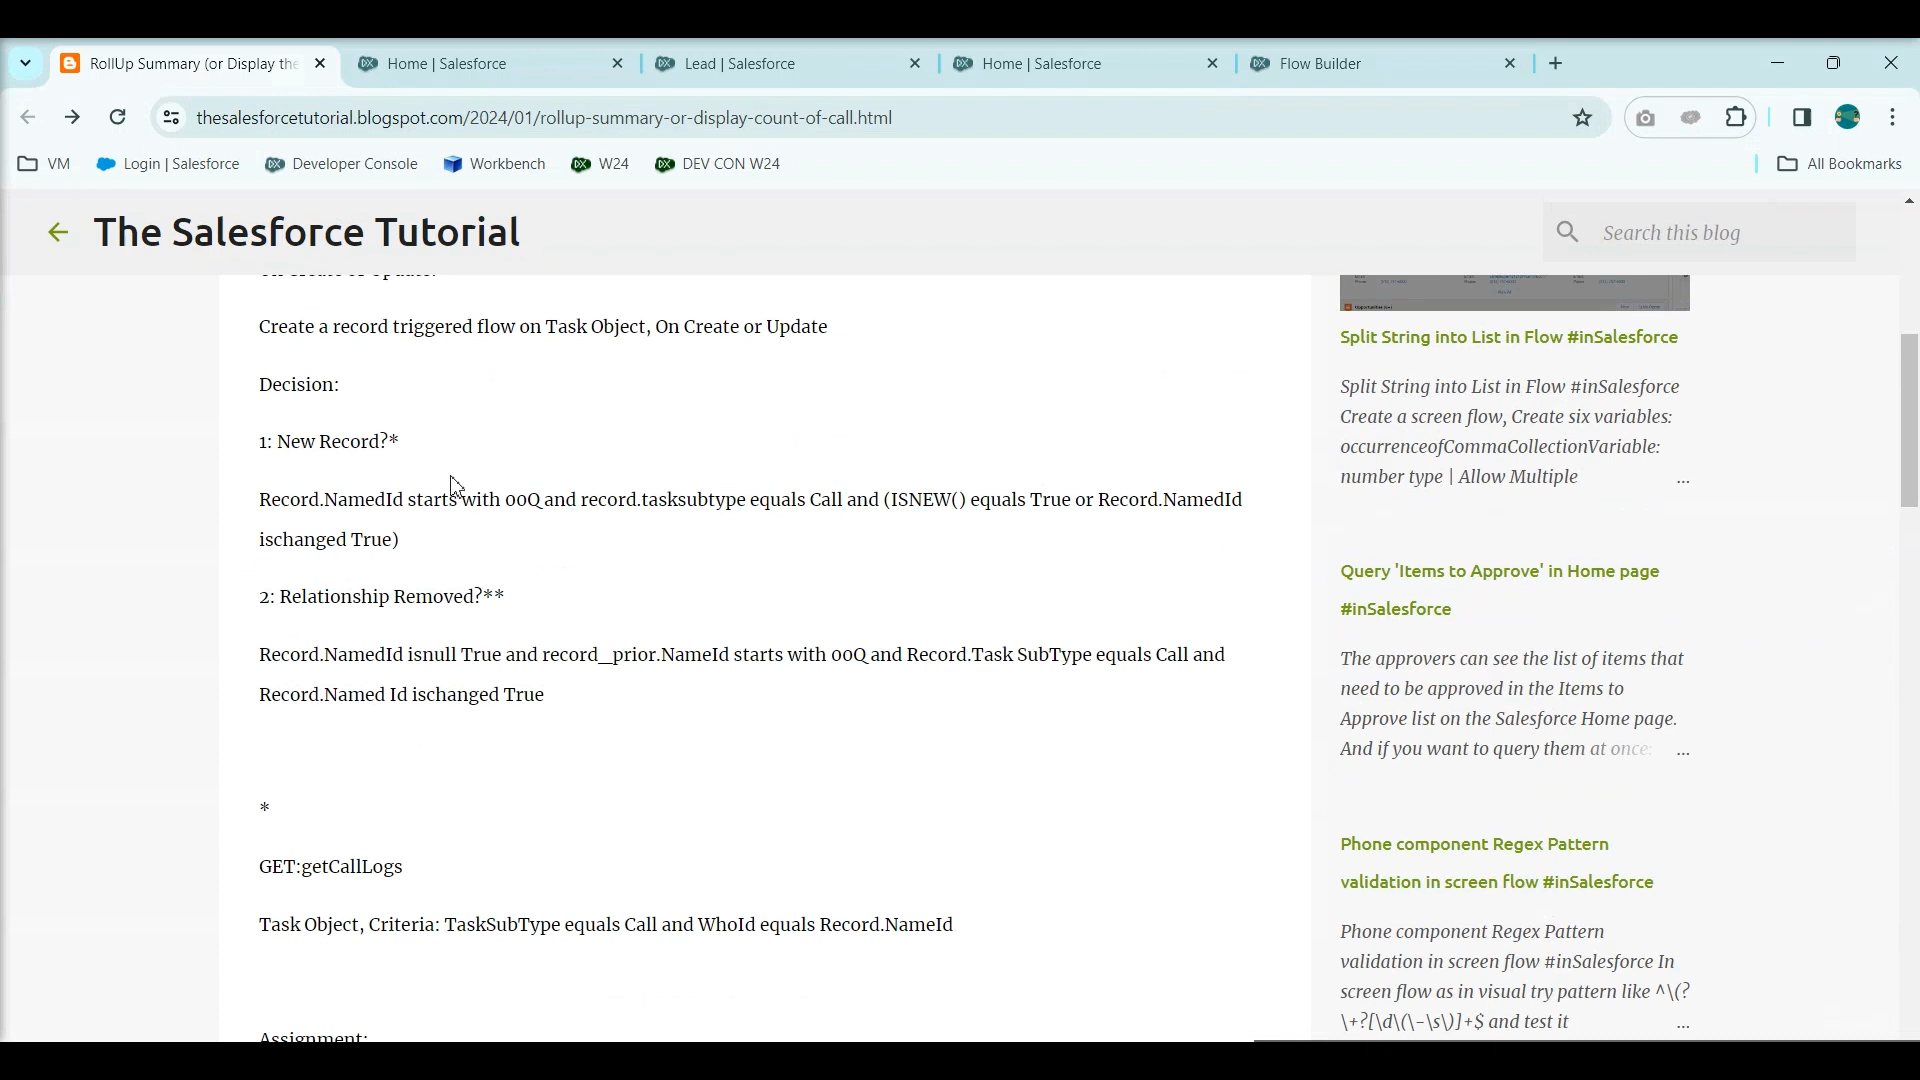 RollUp Summary (or Display the
Home | Salesforce
Lead | Salesforce
Home | Salesforce
Flow Builder
thesalesforcetutorial.blogspot.com/2024/01/rollup-summary-or-display-count-of-call.html
VM
Login | Salesforce
Developer Console
Workbench
W24
DEV CON W24
All Bookmarks
The Salesforce Tutorial
Search this blog
Create a record triggered flow on Task Object, On Create or Update
Decision:
1: New Record?*
Record.NamedId starts with 00Q and record.tasksubtype equals Call and (ISNEW() equals True or Record.NamedId
ischanged True)
2: Relationship Removed?**
Record.NamedId isnull True and record_prior.NameId starts with 00Q and Record.Task SubType equals Call and
Record.Named Id ischanged True
*
GET:getCallLogs
Task Object, Criteria: TaskSubType equals Call and WhoId equals Record.NameId
Assignment:
Split String into List in Flow #inSalesforce
Split String into List in Flow #inSalesforce
Create a screen flow, Create six variables:
occurrenceofCommaCollectionVariable:
number type | Allow Multiple ...
Query 'Items to Approve' in Home page
#inSalesforce
The approvers can see the list of items that
need to be approved in the Items to
Approve list on the Salesforce Home page.
And if you want to query them at once: ...
Phone component Regex Pattern
validation in screen flow #inSalesforce
Phone component Regex Pattern
validation in screen flow #inSalesforce In
screen flow as in visual try pattern like ^\(?
\+?[\d\(\-\s\)]+$ and test it ...